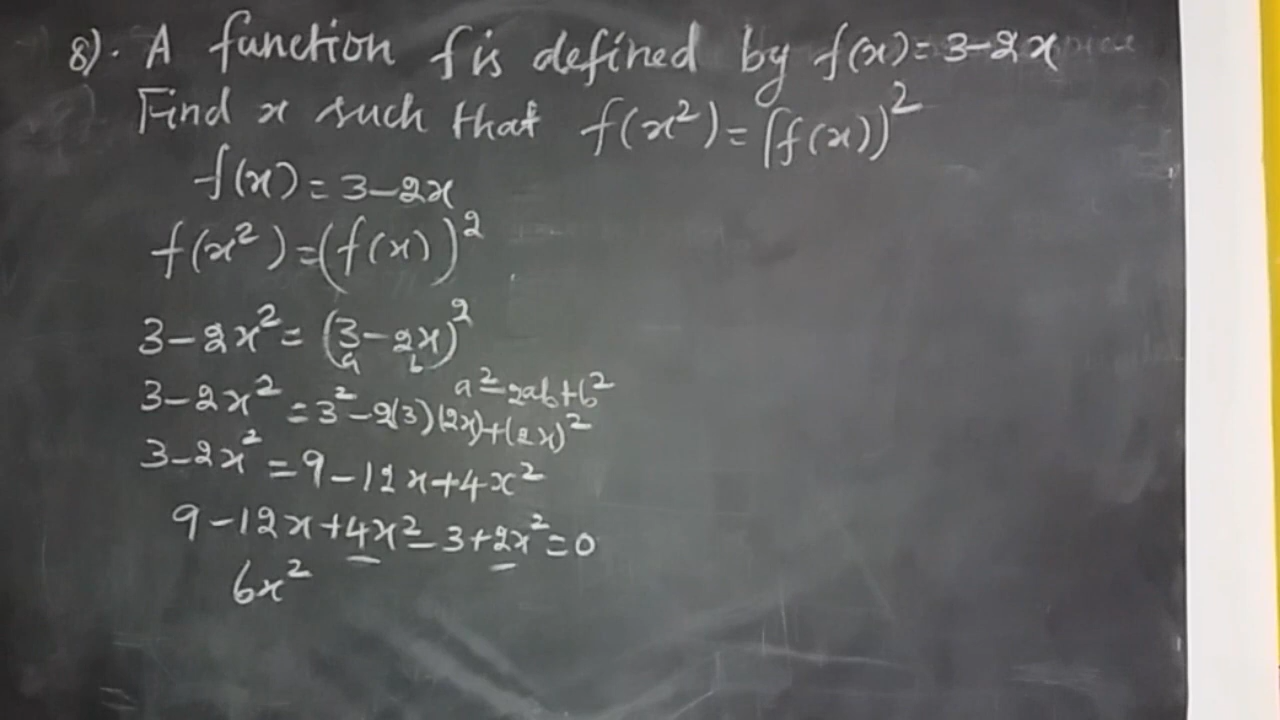 8). A function f is defined by f(x)=3-2x
Find x such that f(x²)=(f(x))²
f(x)=3-2x
f(x²)=(f(x))²
3-2x²=(3-2x)²
a b
a²-2ab+b²
3-2x²=3²-2(3)(2x)+(2x)²
3-2x²=9-12x+4x²
9-12x+4x²-3+2x²=0
6x²